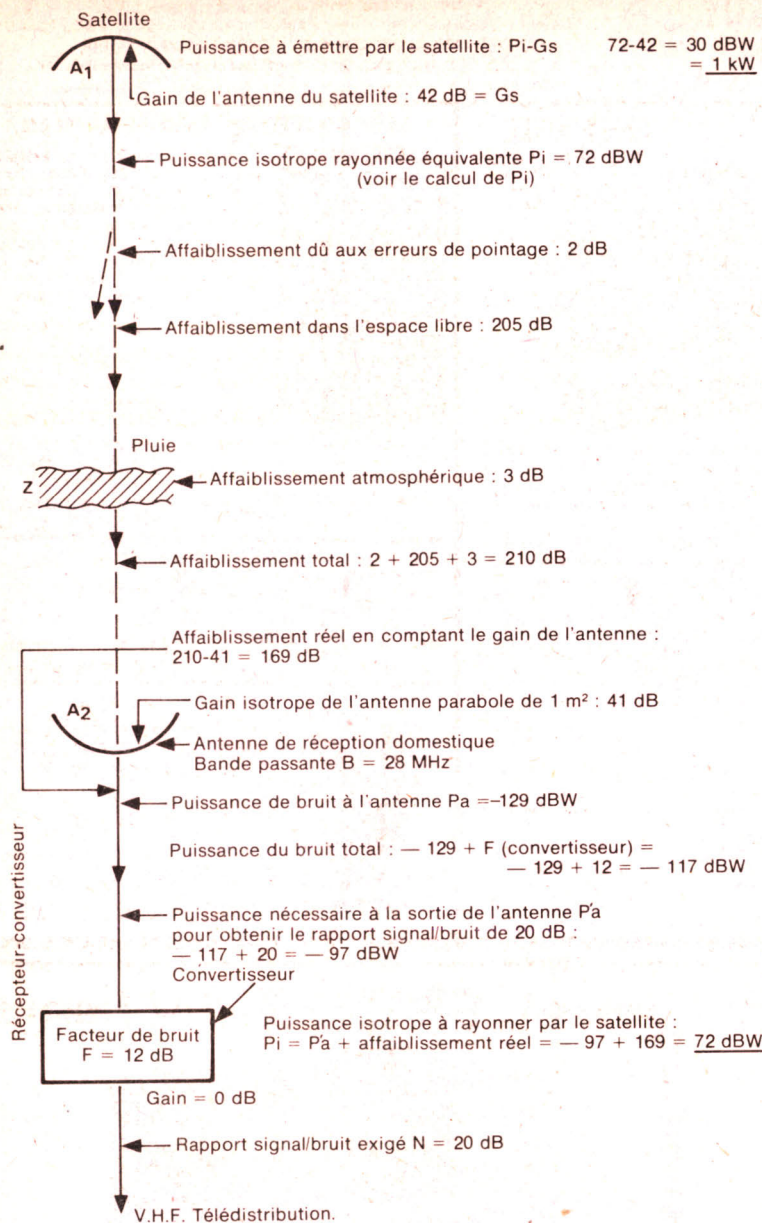 Satellite
A1
Puissance à émettre par le satellite : Pi-Gs 72-42 = 30 dBW
= 1 kW
Gain de l'antenne du satellite : 42 dB = Gs
Puissance isotrope rayonnée équivalente Pi = 72 dBW
(voir le calcul de Pi)
Affaiblissement dû aux erreurs de pointage : 2 dB
Affaiblissement dans l'espace libre : 205 dB
Pluie
Z
Affaiblissement atmosphérique : 3 dB
Affaiblissement total : 2 + 205 + 3 = 210 dB
Affaiblissement réel en comptant le gain de l'antenne :
210-41 = 169 dB
A2
Gain isotrope de l'antenne parabole de 1 m² : 41 dB
Antenne de réception domestique
Bande passante B = 28 MHz
Puissance de bruit à l'antenne Pa =-129 dBW
Puissance du bruit total : — 129 + F (convertisseur) =
— 129 + 12 = — 117 dBW
Récepteur-convertisseur
Puissance nécessaire à la sortie de l'antenne P'a
pour obtenir le rapport signal/bruit de 20 dB :
— 117 + 20 = — 97 dBW
Convertisseur
Facteur de bruit
F = 12 dB
Puissance isotrope à rayonner par le satellite :
Pi = P'a + affaiblissement réel = — 97 + 169 = 72 dBW
Gain = 0 dB
Rapport signal/bruit exigé N = 20 dB
V.H.F. Télédistribution.